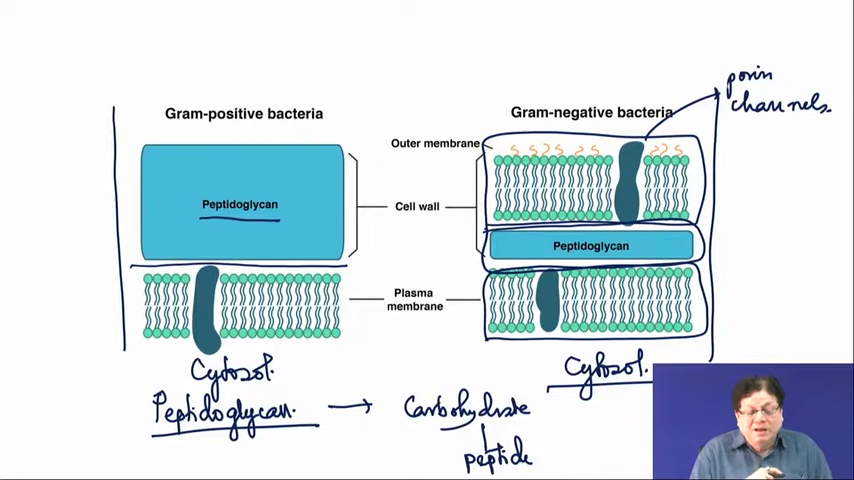 porin
channels.
Gram-positive bacteria
Gram-negative bacteria
Outer membrane
Peptidoglycan
Cell wall
Peptidoglycan
Plasma
membrane
Cytosol.
Cytosol.
Peptidoglycan.
Carbohydrate
peptide